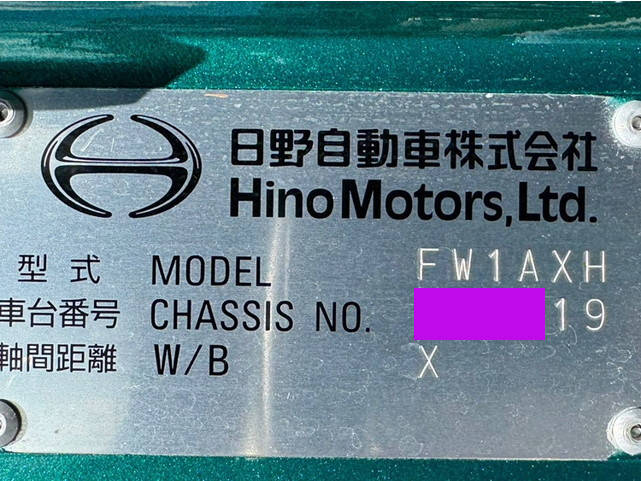 日野自動車株式会社
Hino Motors, Ltd.
型式 MODEL FW1AXH
車台番号 CHASSIS NO. 19
軸間距離 W/B X